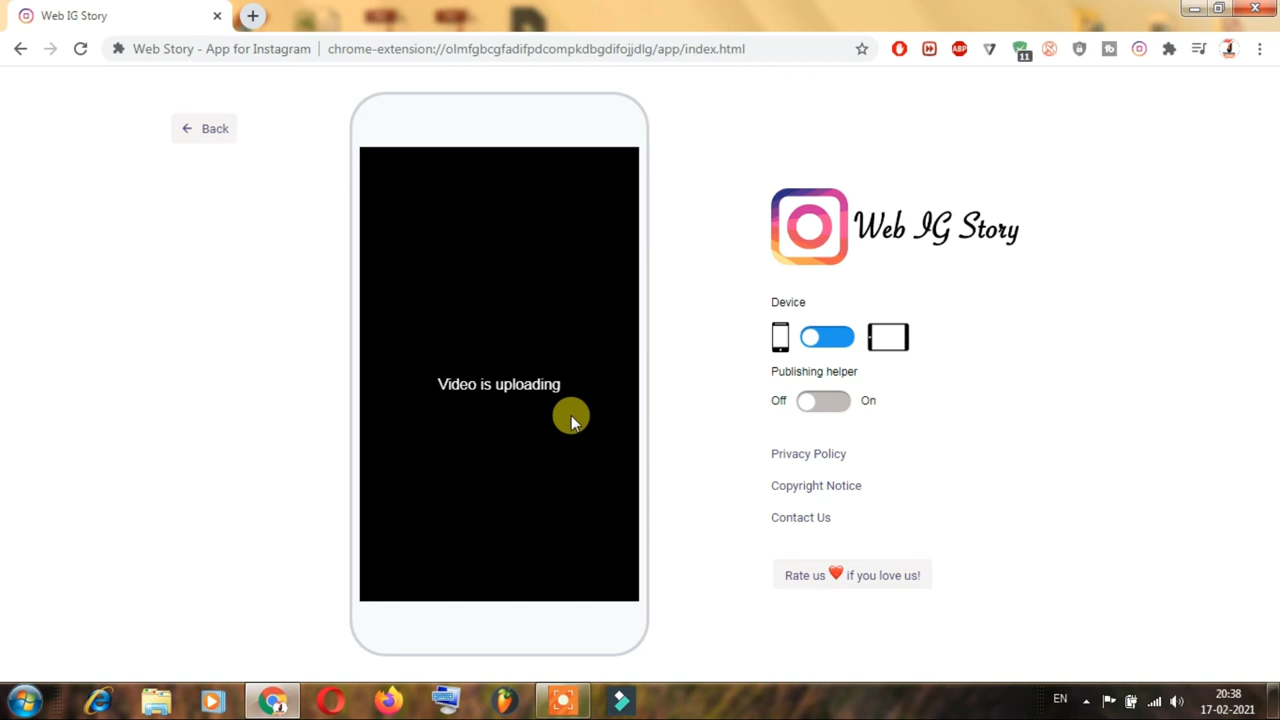 Web IG Story
Web Story - App for Instagram
chrome-extension://olmfgbcgfadifpdcompkdbgdifojjdlg/app/index.html
ABP
11
Back
Video is uploading
Web IG Story
Device
Publishing helper
Off
On
Privacy Policy
Copyright Notice
Contact Us
Rate us ❤️ if you love us!
EN
20:38
17-02-2021